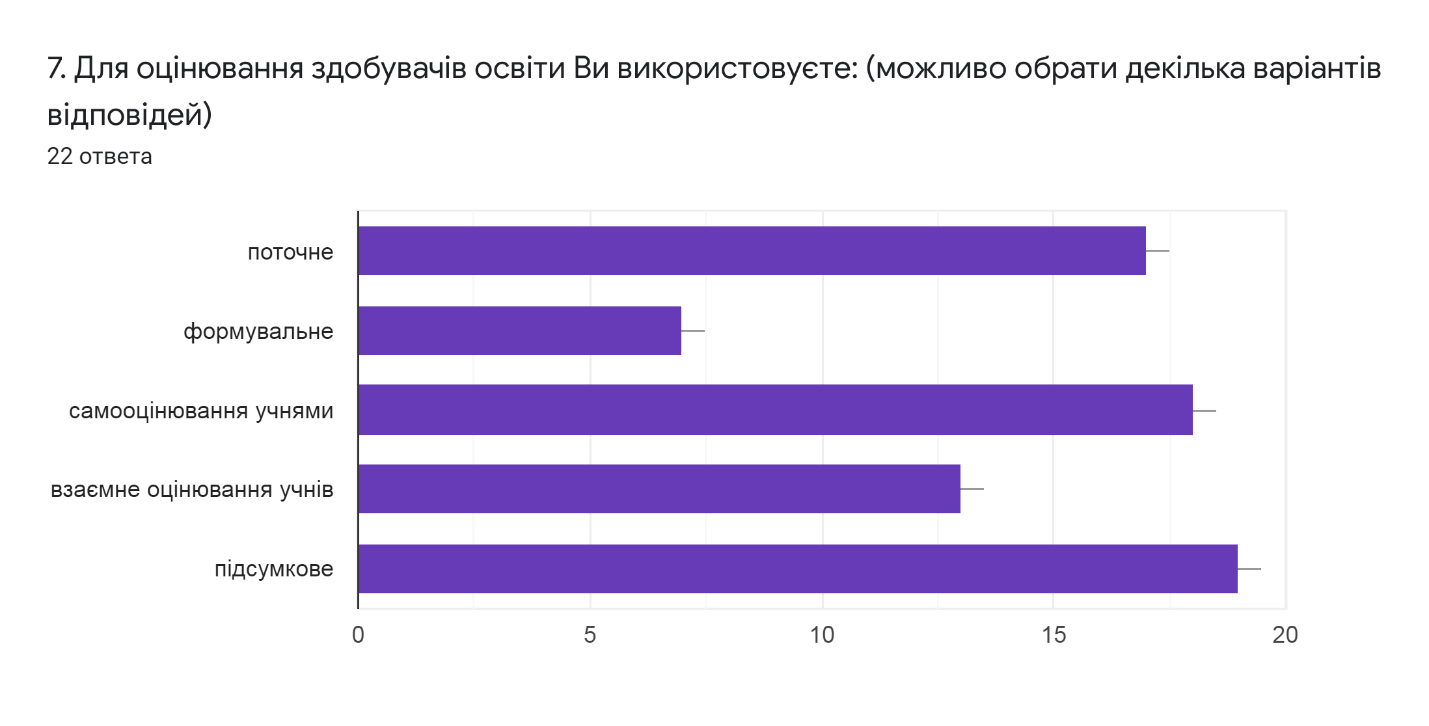 7. Для оцінювання здобувачів освіти Ви використовуєте: (можливо обрати декілька варіантів
відповідей)
22 ответа
поточне
формувальне
самооцінювання учнями
взаємне оцінювання учнів
підсумкове
0 5 10 15 20